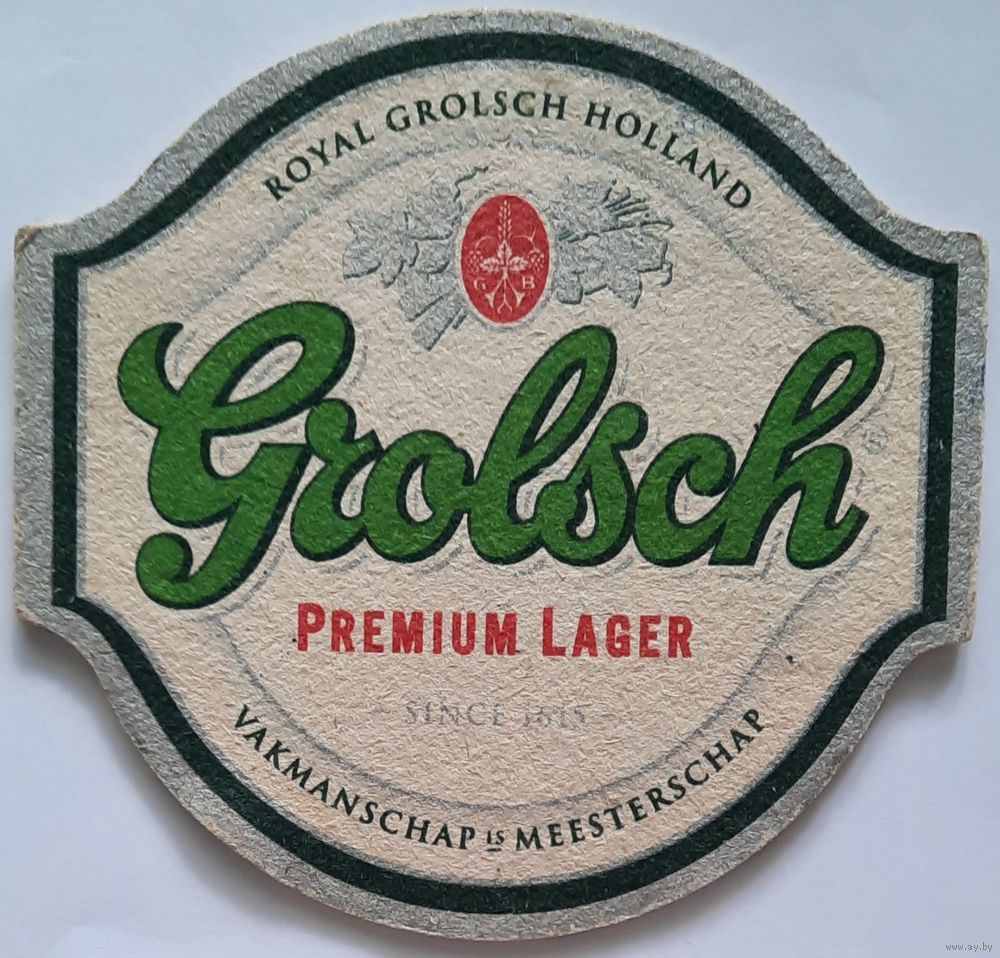 ROYAL GROLSCH HOLLAND
G B
Grolsch
®
PREMIUM LAGER
- SINCE 1615 -
VAKMANSCHAP IS MEESTERSCHAP
www.ay.by